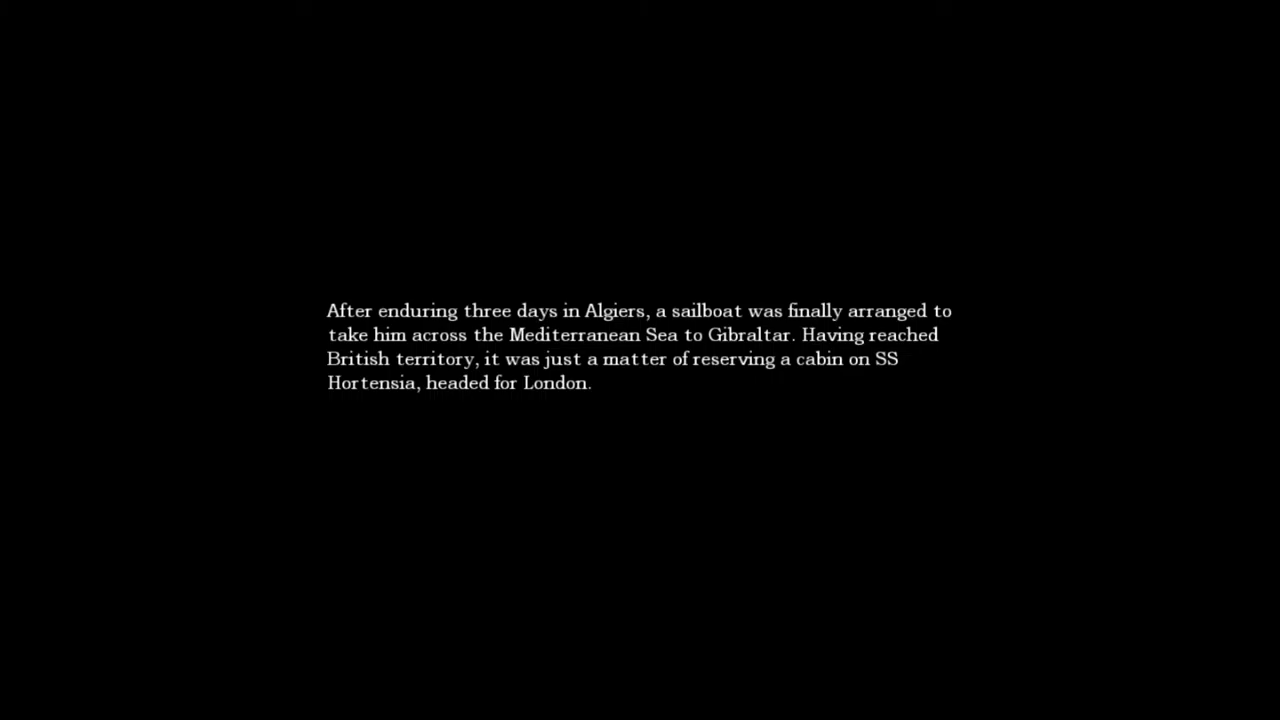 After enduring three days in Algiers, a sailboat was finally arranged to
take him across the Mediterranean Sea to Gibraltar. Having reached
British territory, it was just a matter of reserving a cabin on SS
Hortensia, headed for London.